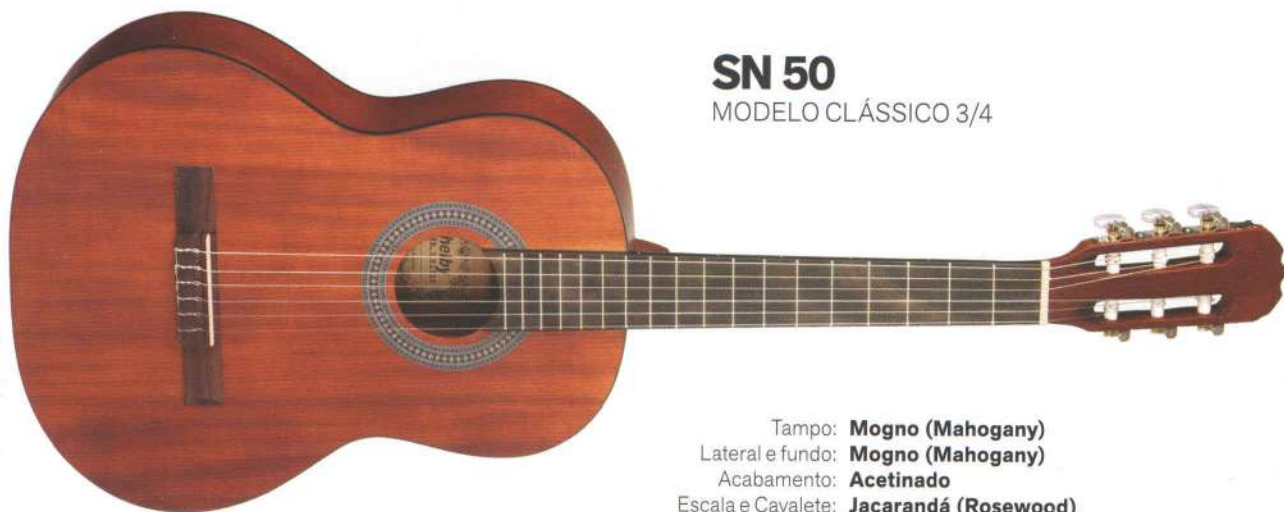 SN 50
MODELO CLÁSSICO 3/4
helby
Tampo: Mogno (Mahogany)
Lateral e fundo: Mogno (Mahogany)
Acabamento: Acetinado
Escala e Cavalete: Jacarandá (Rosewood)